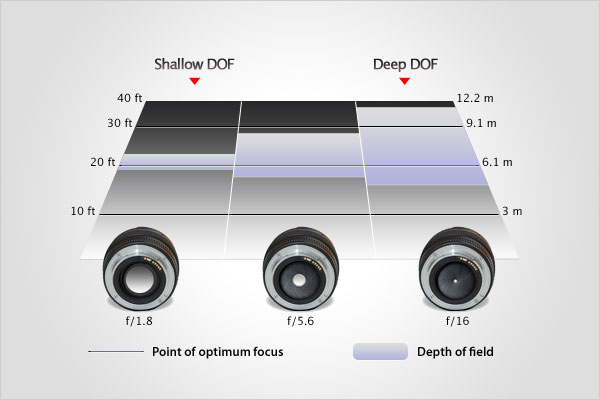 Shallow DOF
Deep DOF
40 ft
12.2 m
30 ft
9.1 m
20 ft
6.1 m
10 ft
3 m
f/1.8
f/5.6
f/16
Point of optimum focus
Depth of field